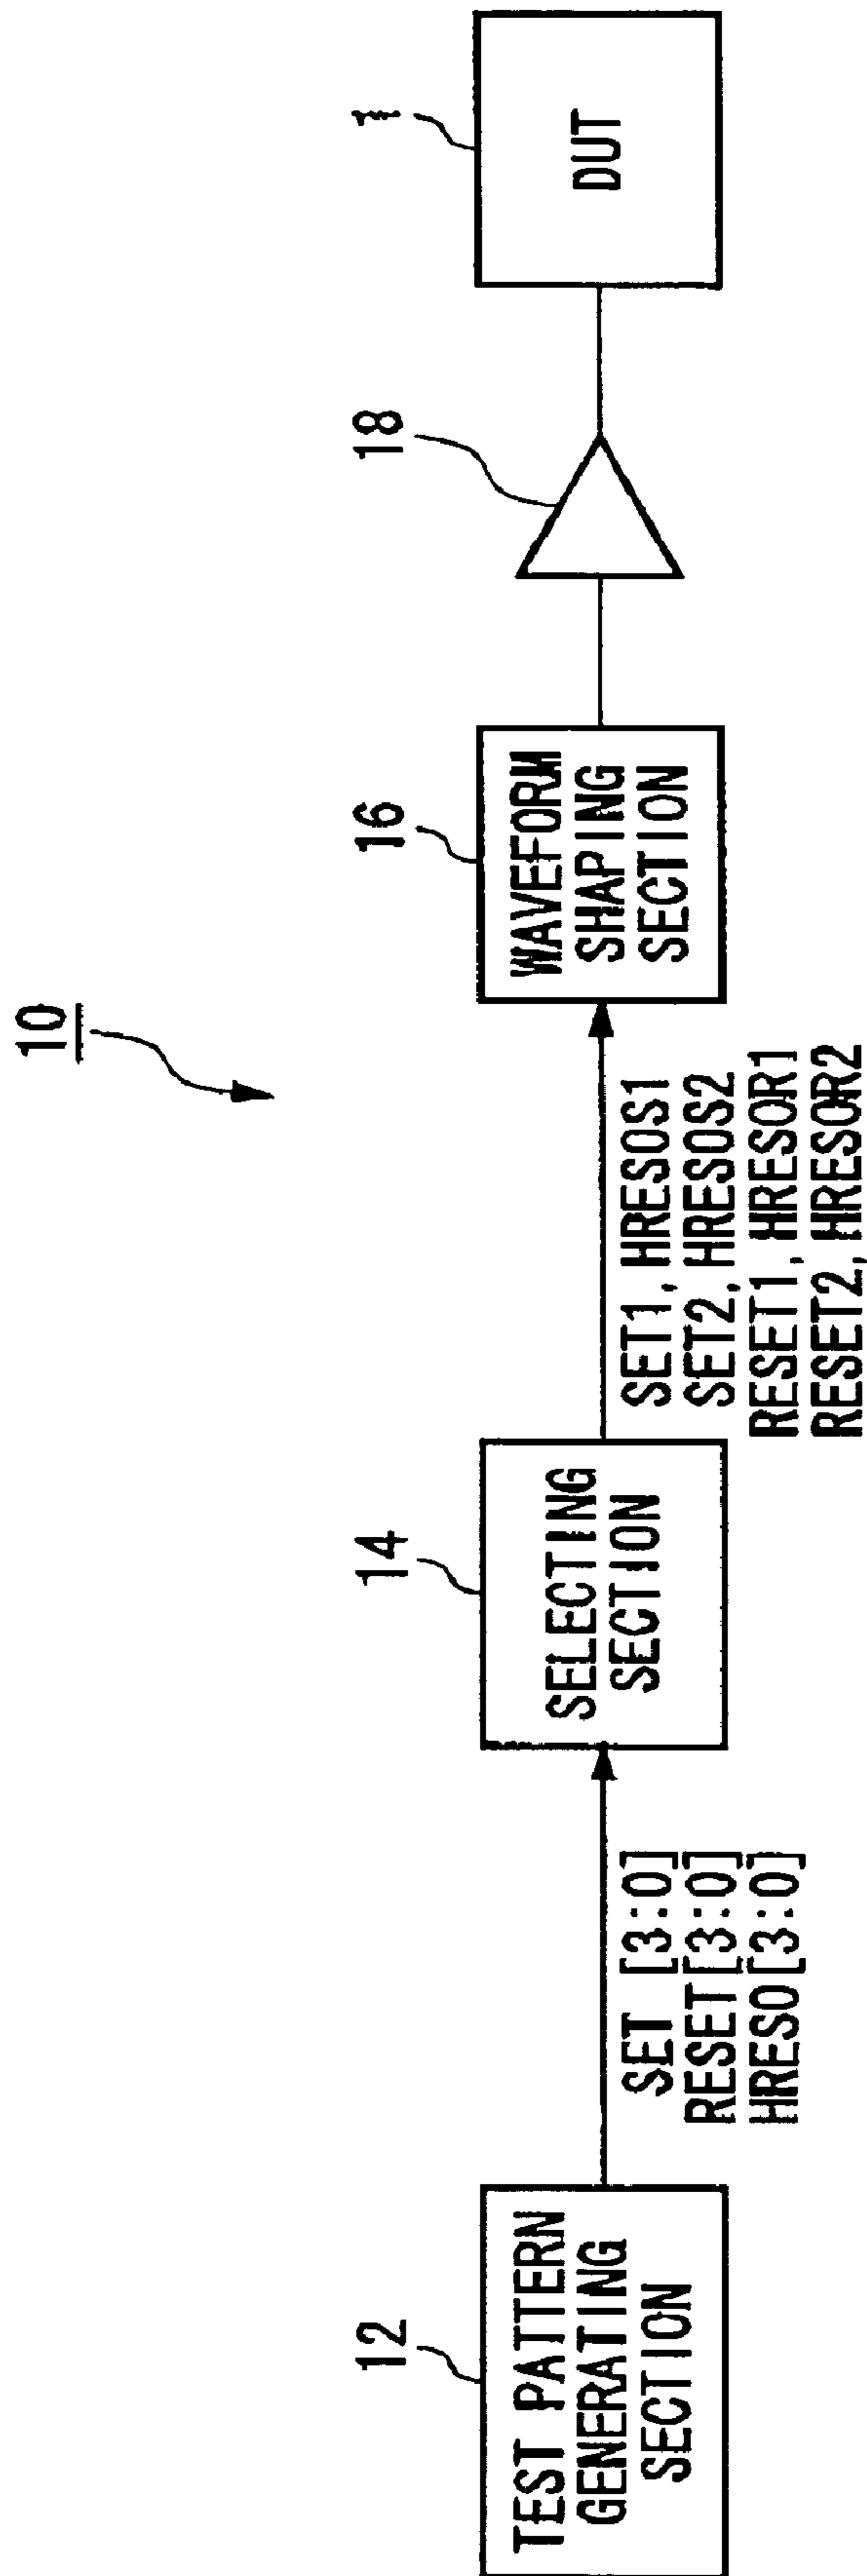 10
12
TEST PATTERN
GENERATING
SECTION
SET [3:0]
RESET[3:0]
HRESO[3:0]
14
SELECTING
SECTION
SET1, HRESOS1
SET2, HRESOS2
RESET1, HRESOR1
RESET2, HRESOR2
16
WAVEFORM
SHAPING
SECTION
18
1
DUT